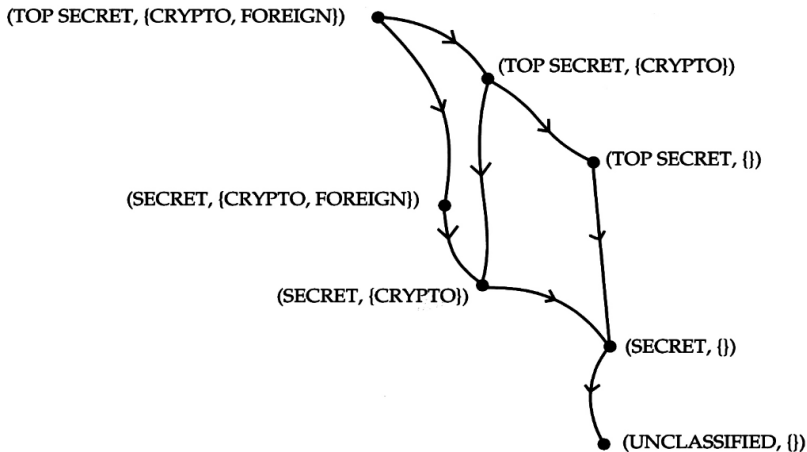 (TOP SECRET, {CRYPTO, FOREIGN})
(TOP SECRET, {CRYPTO})
(TOP SECRET, {})
(SECRET, {CRYPTO, FOREIGN})
(SECRET, {CRYPTO})
(SECRET, {})
(UNCLASSIFIED, {})